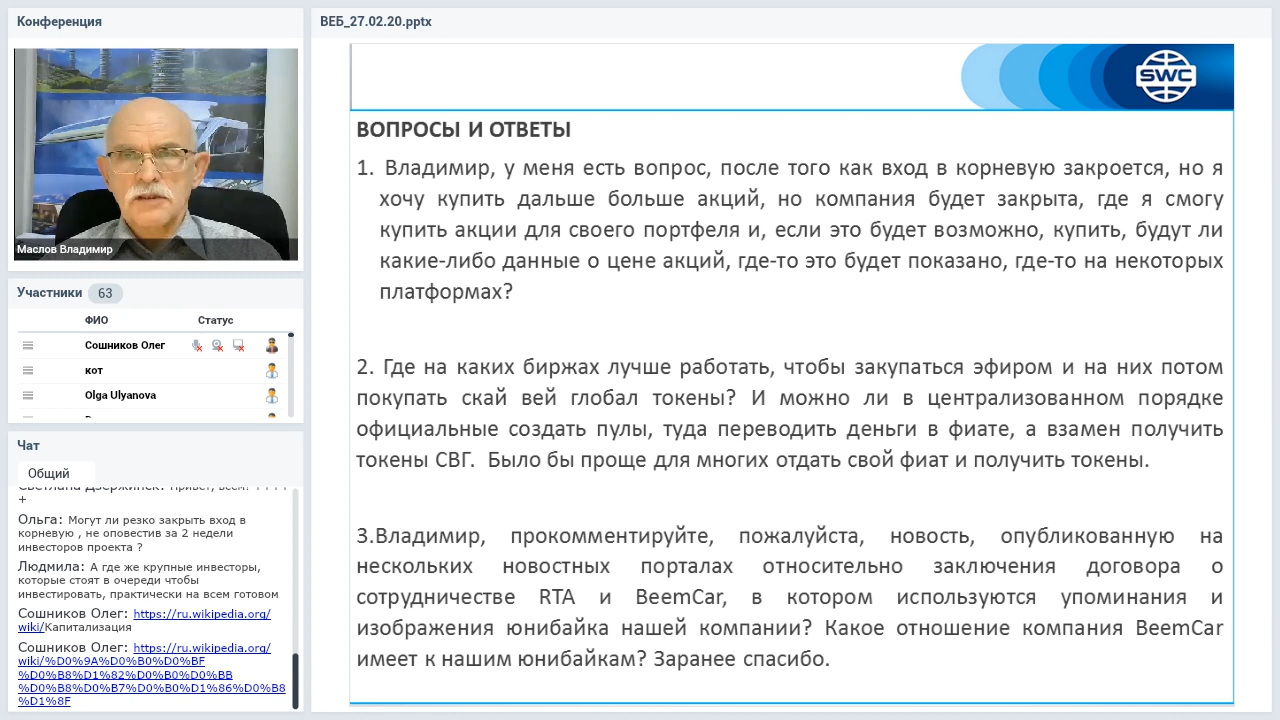 Конференция
Маслов Владимир
Участники 63
ФИО Статус
Сошников Олег
кот
Olga Ulyanova
Чат
Общий
Светлана Дзержинск: Привет, всем! + + + +
+
Ольга: Могут ли резко закрыть вход в
корневую , не оповестив за 2 недели
инвесторов проекта ?
Людмила: А где же крупные инвесторы,
которые стоят в очереди чтобы
инвестировать, практически на всем готовом
Сошников Олег: https://ru.wikipedia.org/
wiki/Капитализация
Сошников Олег: https://ru.wikipedia.org/
wiki/%D0%9A%D0%B0%D0%BF
%D0%B8%D1%82%D0%B0%D0%BB
%D0%B8%D0%B7%D0%B0%D1%86%D0%B8
%D1%8F
ВЕБ_27.02.20.pptx
SWC
ВОПРОСЫ И ОТВЕТЫ
1. Владимир, у меня есть вопрос, после того как вход в корневую закроется, но я
хочу купить дальше больше акций, но компания будет закрыта, где я смогу
купить акции для своего портфеля и, если это будет возможно, купить, будут ли
какие-либо данные о цене акций, где-то это будет показано, где-то на некоторых
платформах?
2. Где на каких биржах лучше работать, чтобы закупаться эфиром и на них потом
покупать скай вей глобал токены? И можно ли в централизованном порядке
официальные создать пулы, туда переводить деньги в фиате, а взамен получить
токены СВГ. Было бы проще для многих отдать свой фиат и получить токены.
3.Владимир, прокомментируйте, пожалуйста, новость, опубликованную на
нескольких новостных порталах относительно заключения договора о
сотрудничестве RTA и BeemCar, в котором используются упоминания и
изображения юнибайка нашей компании? Какое отношение компания BeemCar
имеет к нашим юнибайкам? Заранее спасибо.